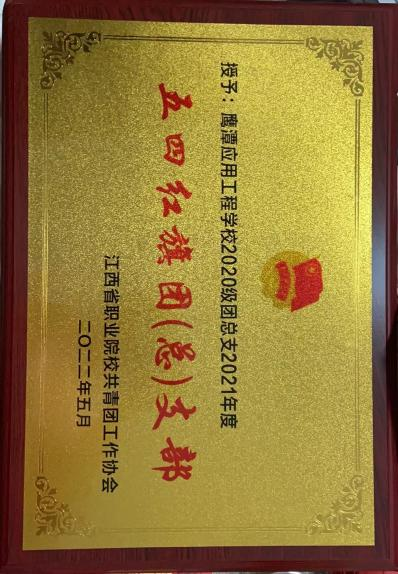 授予：鹰潭应用工程学校2020级团总支2021年度
五四红旗团(总)支部
江西省职业院校共青团工作协会
二〇二二年五月